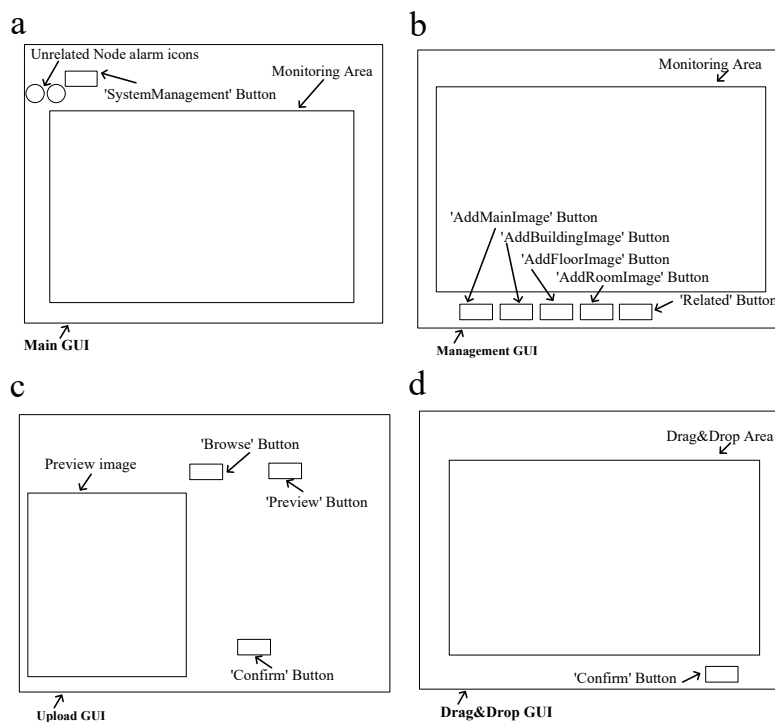 a
Unrelated Node alarm icons
Monitoring Area
'SystemManagement' Button
Main GUI
b
Monitoring Area
'AddMainImage' Button
'AddBuildingImage' Button
'AddFloorImage' Button
'AddRoomImage' Button
'Related' Button
Management GUI
c
'Browse' Button
Preview image
'Preview' Button
'Confirm' Button
Upload GUI
d
Drag&Drop Area
'Confirm' Button
Drag&Drop GUI